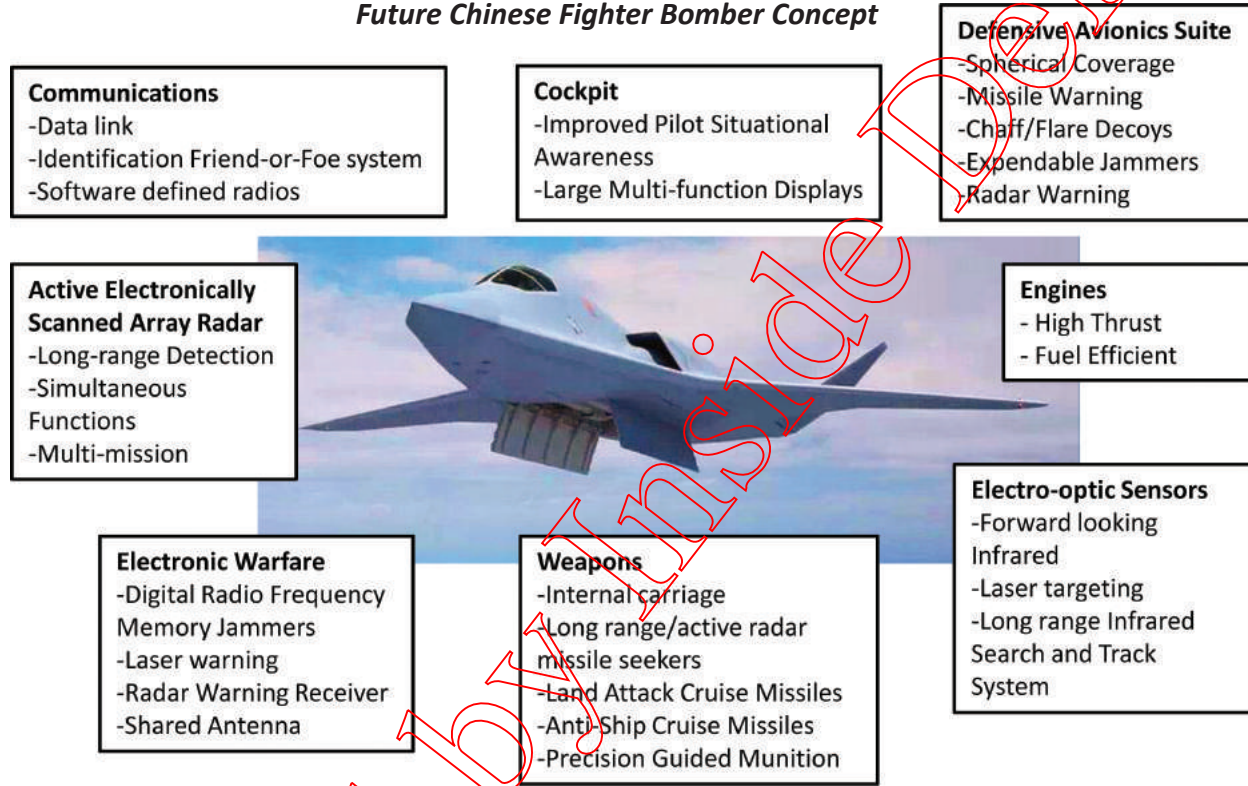 Future Chinese Fighter Bomber Concept
Communications
-Data link
-Identification Friend-or-Foe system
-Software defined radios
Cockpit
-Improved Pilot Situational
Awareness
-Large Multi-function Displays
Defensive Avionics Suite
-Spherical Coverage
-Missile Warning
-Chaff/Flare Decoys
-Expendable Jammers
-Radar Warning
Active Electronically
Scanned Array Radar
-Long-range Detection
-Simultaneous
Functions
-Multi-mission
Engines
- High Thrust
- Fuel Efficient
Electronic Warfare
-Digital Radio Frequency
Memory Jammers
-Laser warning
-Radar Warning Receiver
-Shared Antenna
Weapons
-Internal carriage
-Long range/active radar
missile seekers
-Land Attack Cruise Missiles
-Anti-Ship Cruise Missiles
-Precision Guided Munition
Electro-optic Sensors
-Forward looking
Infrared
-Laser targeting
-Long range Infrared
Search and Track
System
by Inside